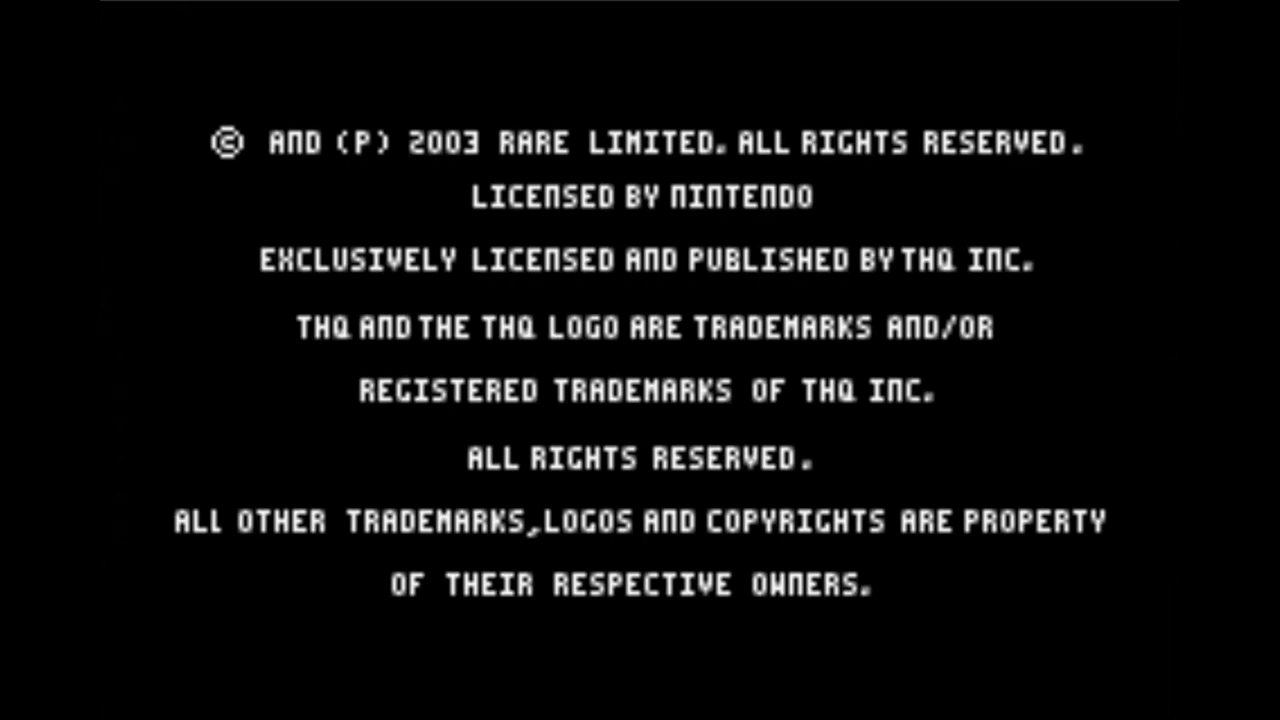 © AND (P) 2003 RARE LIMITED. ALL RIGHTS RESERVED.
LICENSED BY NINTENDO
EXCLUSIVELY LICENSED AND PUBLISHED BY THQ INC.
THQ AND THE THQ LOGO ARE TRADEMARKS AND/OR
REGISTERED TRADEMARKS OF THQ INC.
ALL RIGHTS RESERVED.
ALL OTHER TRADEMARKS,LOGOS AND COPYRIGHTS ARE PROPERTY
OF THEIR RESPECTIVE OWNERS.